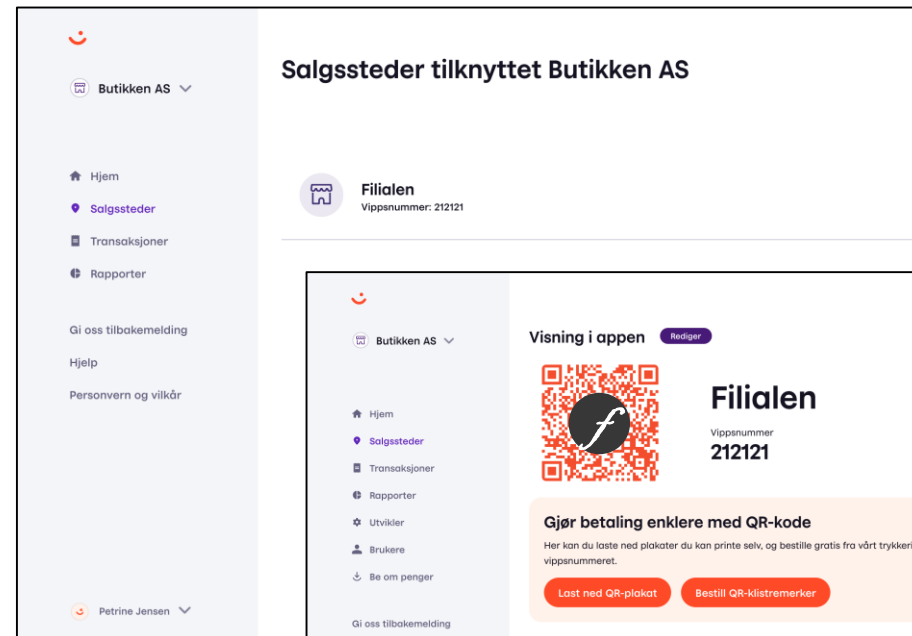 Butikken AS
Hjem
Salgssteder
Transaksjoner
Rapporter
Gi oss tilbakemelding
Hjelp
Personvern og vilkår
Petrine Jensen
Salgssteder tilknyttet Butikken AS
Filialen
Vippsnummer: 212121
Butikken AS
Hjem
Salgssteder
Transaksjoner
Rapporter
Utvikler
Brukere
Be om penger
Gi oss tilbakemelding
Visning i appen
Rediger
f
Filialen
Vippsnummer
212121
Gjør betaling enklere med QR-kode
Her kan du laste ned plakater du kan printe selv, og bestille gratis fra vårt trykkeri
vippsnummeret.
Last ned QR-plakat
Bestill QR-klistremerker